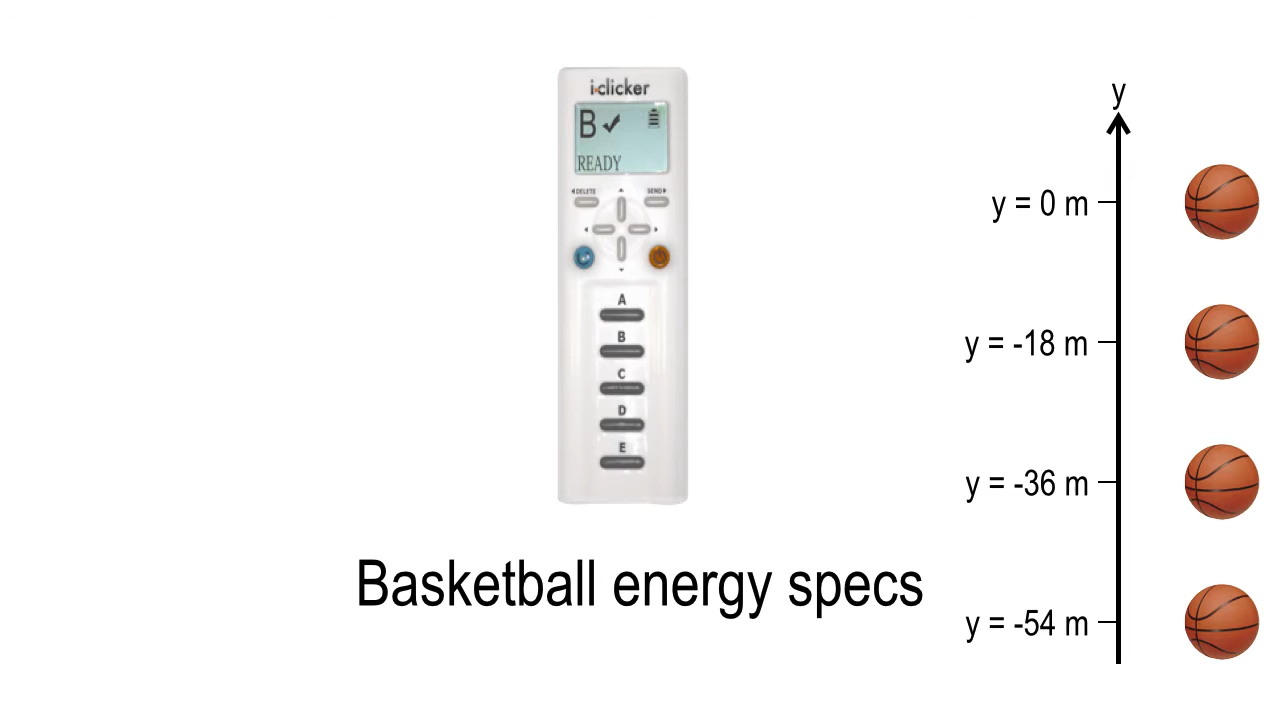 i>clicker
B✓
READY
DELETE
SEND
A
B
C
D
E
Basketball energy specs
y
y = 0 m
y = -18 m
y = -36 m
y = -54 m